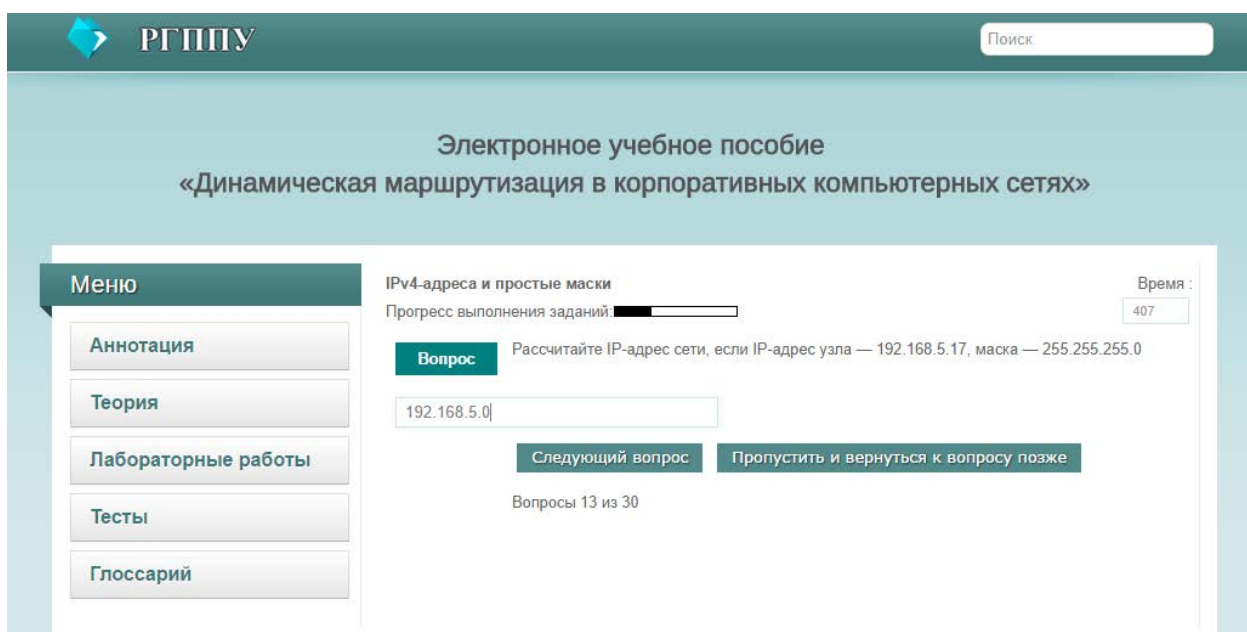 РГППУ
Поиск
Электронное учебное пособие
«Динамическая маршрутизация в корпоративных компьютерных сетях»
Меню
Аннотация
Теория
Лабораторные работы
Тесты
Глоссарий
IPv4-адреса и простые маски
Время :
Прогресс выполнения заданий:
407
Вопрос
Рассчитайте IP-адрес сети, если IP-адрес узла — 192.168.5.17, маска — 255.255.255.0
192.168.5.0
Следующий вопрос
Пропустить и вернуться к вопросу позже
Вопросы 13 из 30